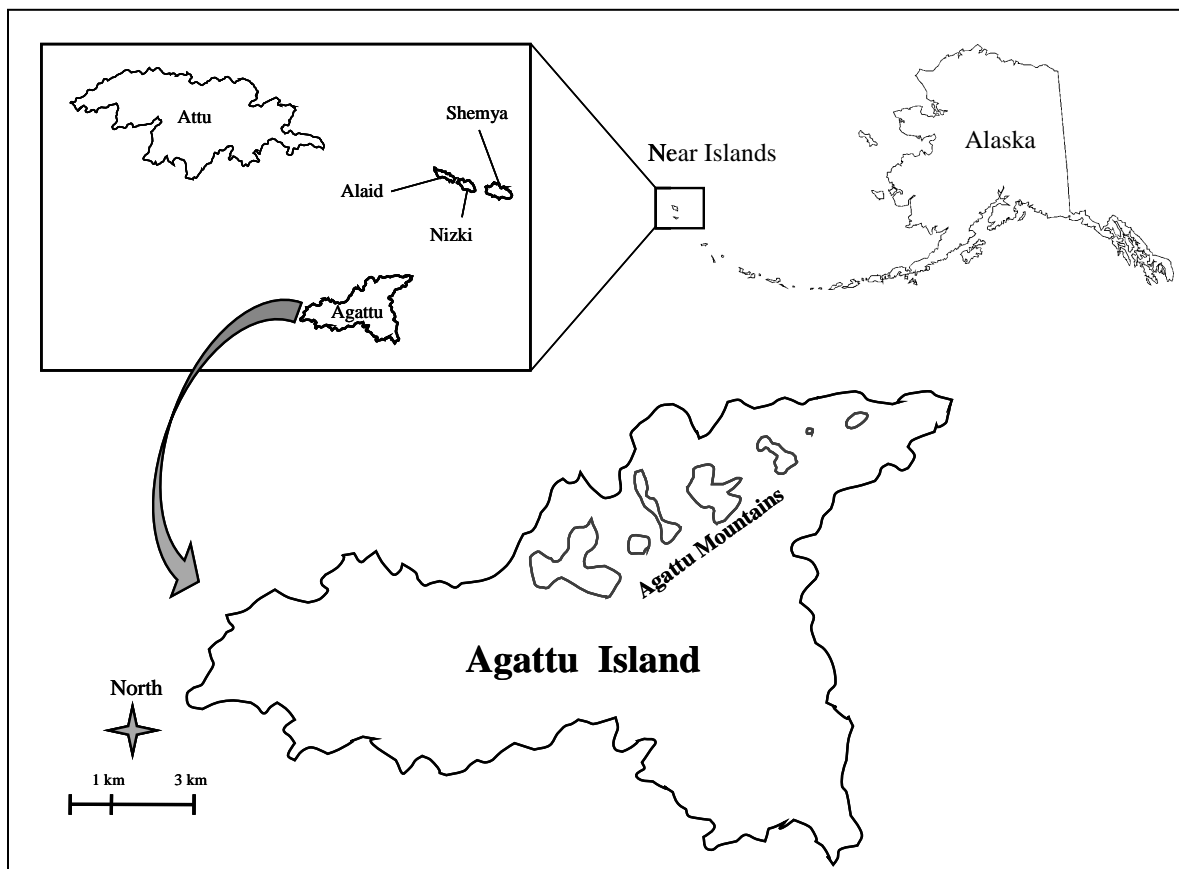 Attu
Shemya
Alaid
Nizki
Agattu
Near Islands
Alaska
Agattu Mountains
Agattu Island
North
1 km
3 km